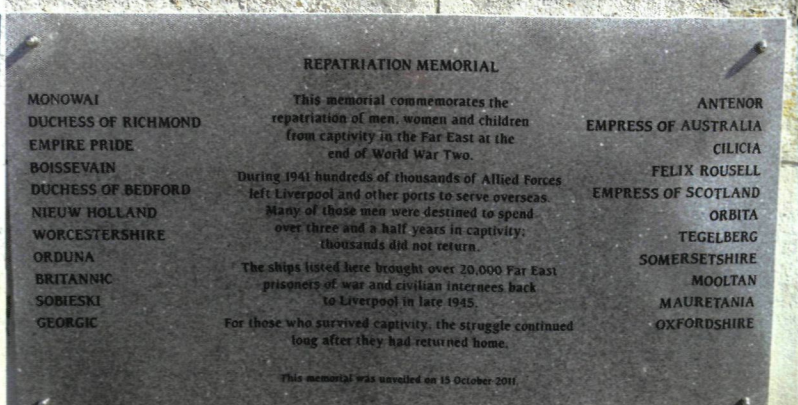 REPATRIATION MEMORIAL
MONOWAI
DUCHESS OF RICHMOND
EMPIRE PRIDE
BOISSEVAIN
DUCHESS OF BEDFORD
NIEUW HOLLAND
WORCESTERSHIRE
ORDUNA
BRITANNIC
SOBIESKI
GEORGIC
This memorial commemorates the
repatriation of men, women and children
from captivity in the Far East at the
end of World War Two.
During 1941 hundreds of thousands of Allied Forces
left Liverpool and other ports to serve overseas.
Many of those men were destined to spend
over three and a half years in captivity;
thousands did not return.
The ships listed here brought over 20,000 Far East
prisoners of war and civilian internees back
to Liverpool in late 1945.
For those who survived captivity, the struggle continued
long after they had returned home.
This memorial was unveiled on 15 October 2011.
ANTENOR
EMPRESS OF AUSTRALIA
CILICIA
FELIX ROUSELL
EMPRESS OF SCOTLAND
ORBITA
TEGELBERG
SOMERSETSHIRE
MOOLTAN
MAURETANIA
OXFORDSHIRE